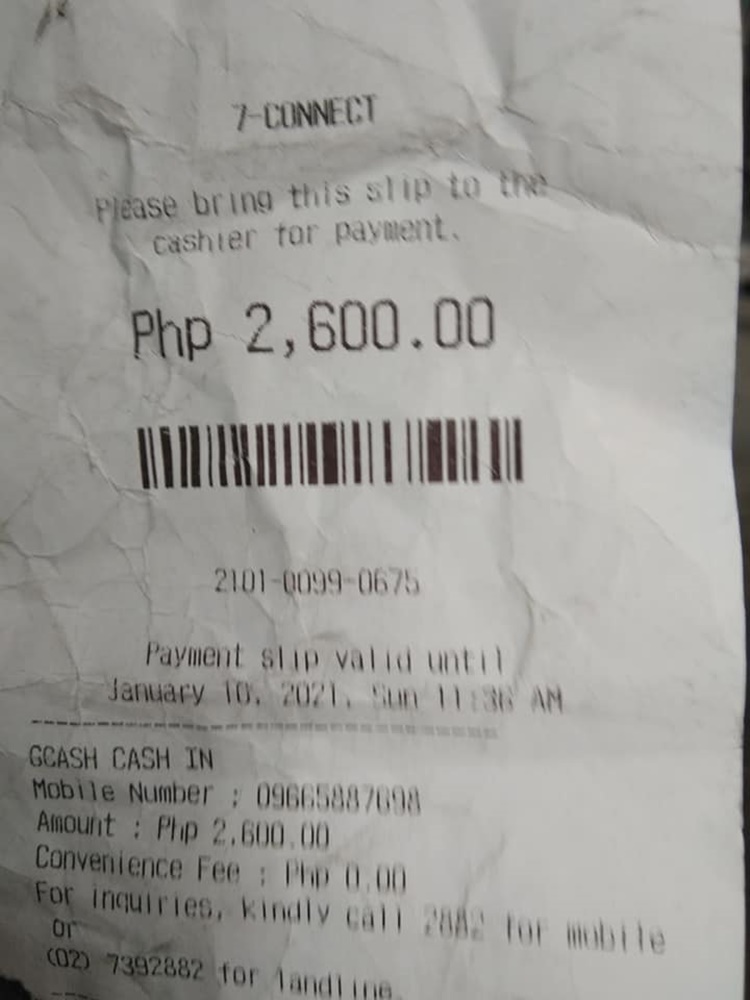 7-CONNECT
Please bring this slip to the
cashier for payment.
Php 2,600.00
2101-0099-0675
Payment slip valid until
January 10, 2021, Sun 11:36 AM
GCASH CASH IN
Mobile Number : 09665887698
Amount : Php 2,600.00
Convenience Fee : Php 0.00
For inquiries, kindly call 2882 for mobile
or
(02) 7392882 for landline.